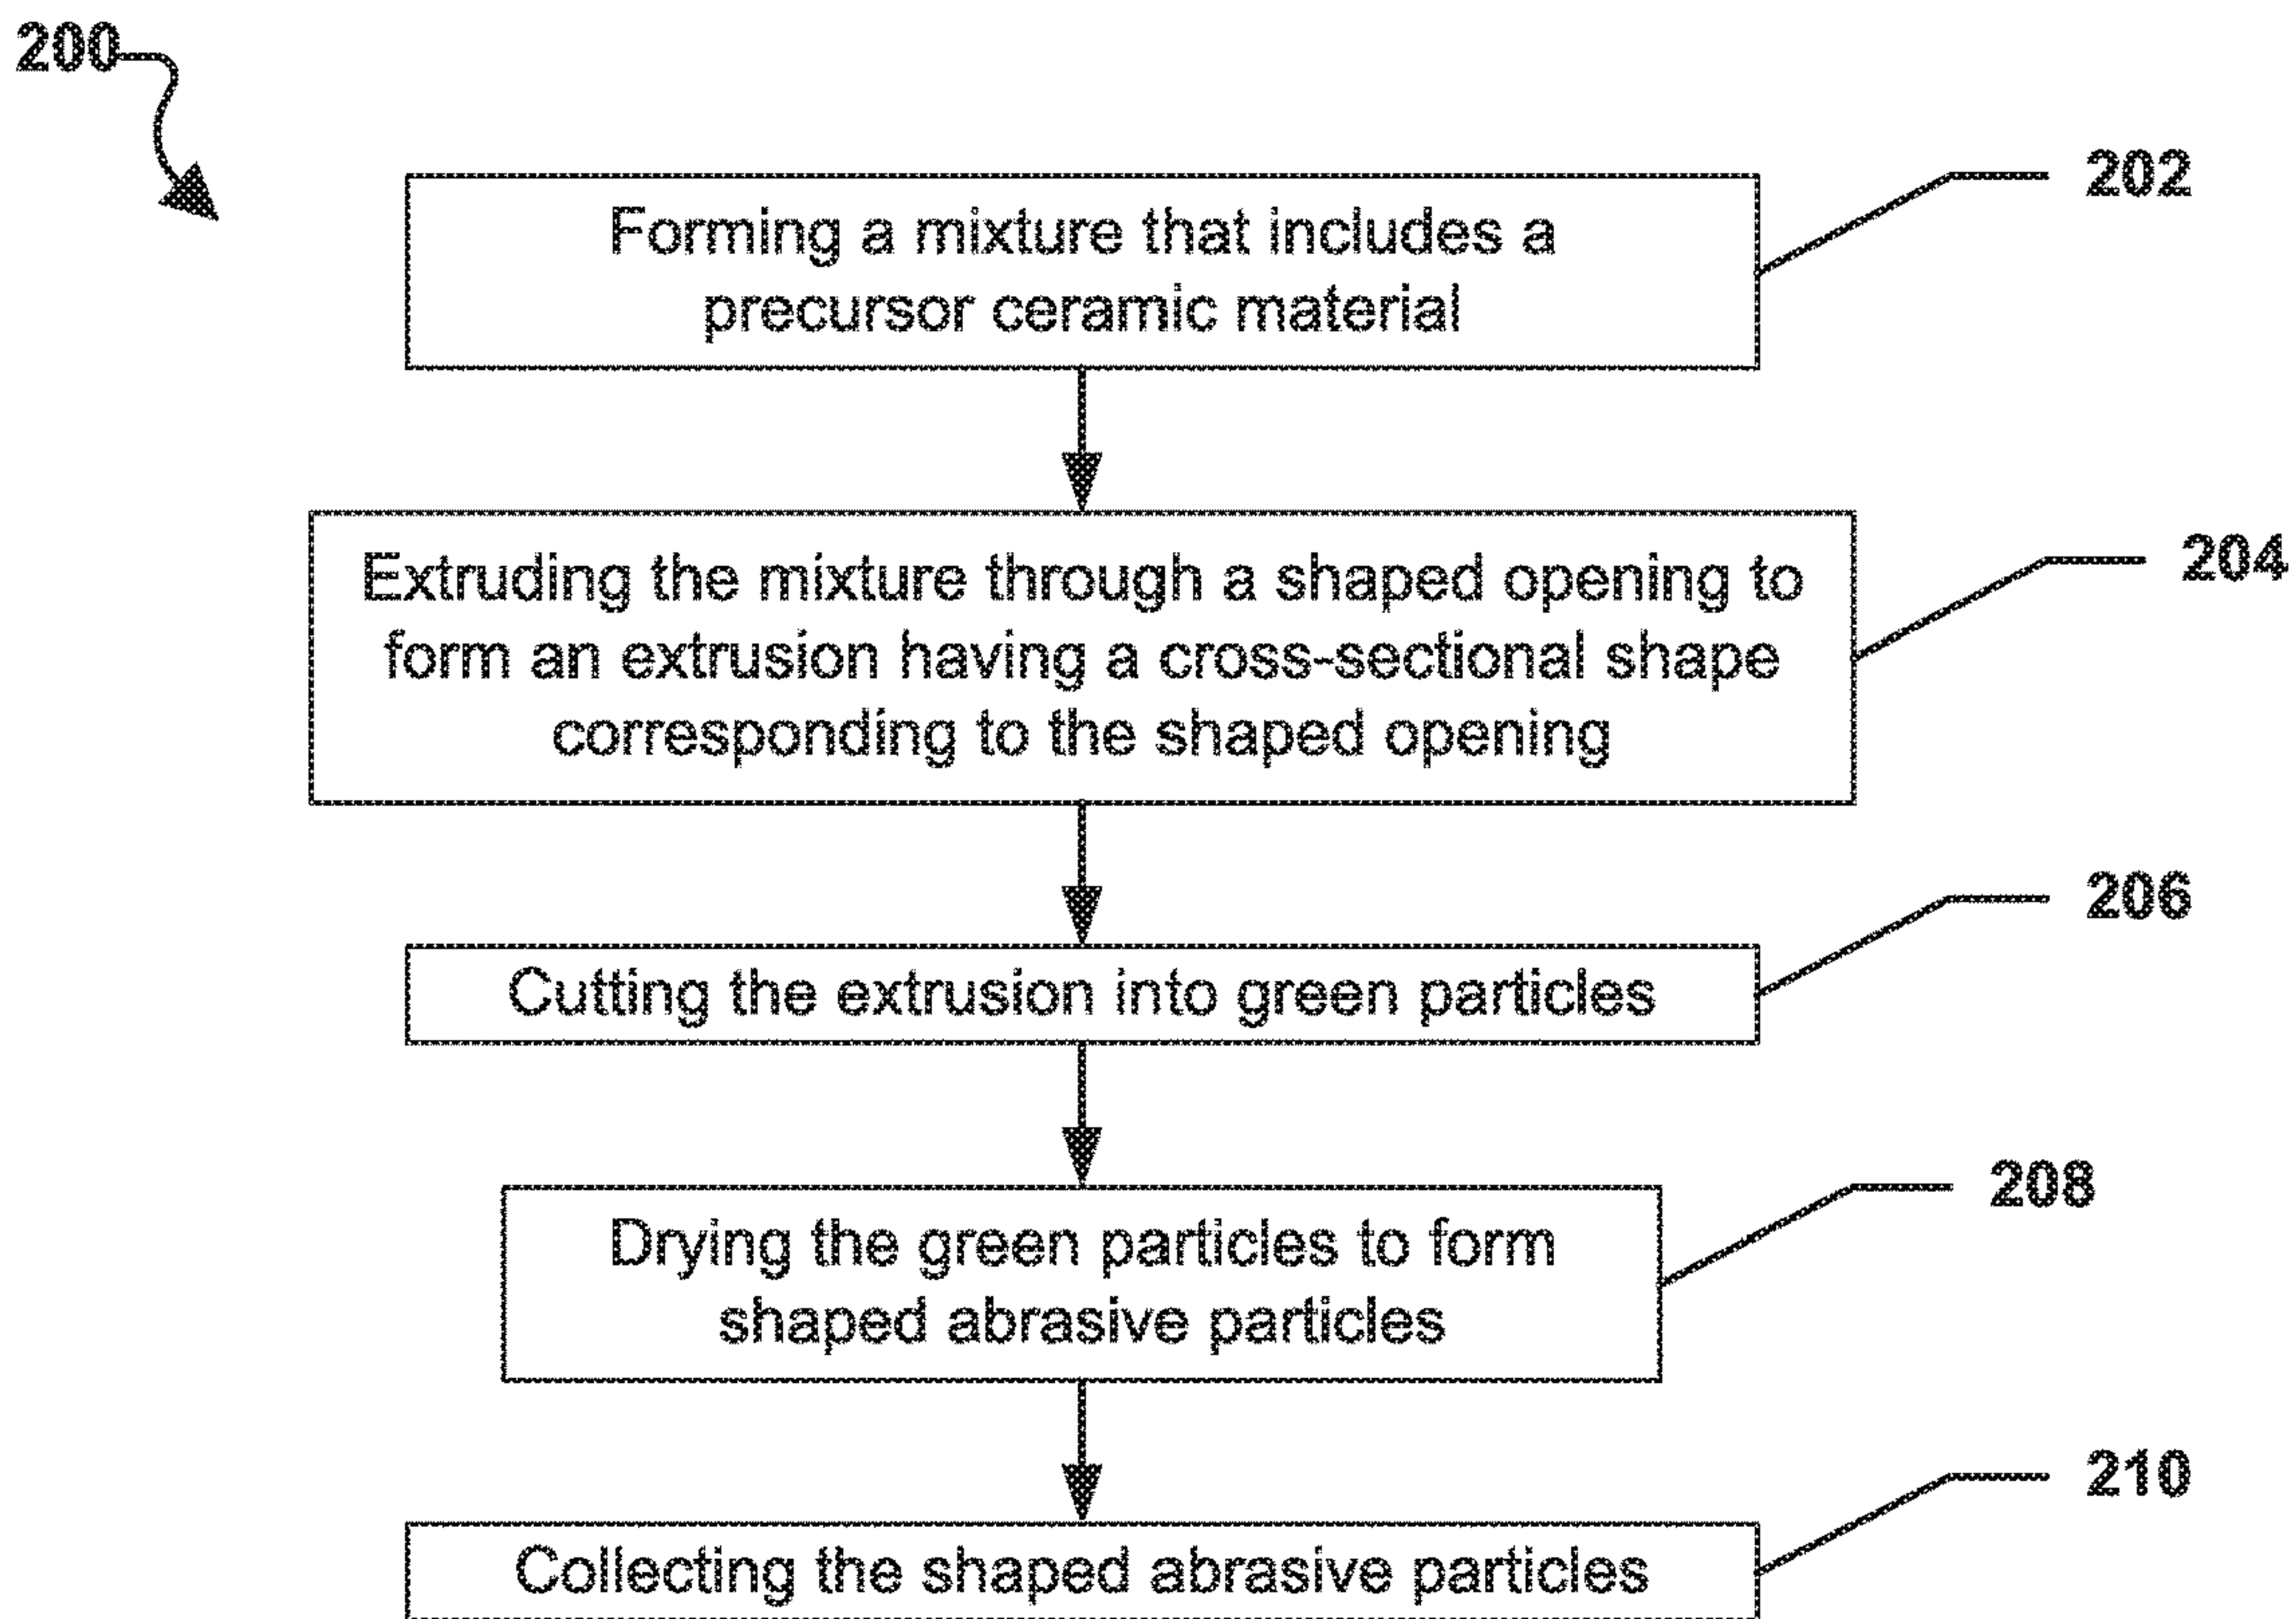 200
202
Forming a mixture that includes a
precursor ceramic material
204
Extruding the mixture through a shaped opening to
form an extrusion having a cross-sectional shape
corresponding to the shaped opening
206
Cutting the extrusion into green particles
208
Drying the green particles to form
shaped abrasive particles
210
Collecting the shaped abrasive particles